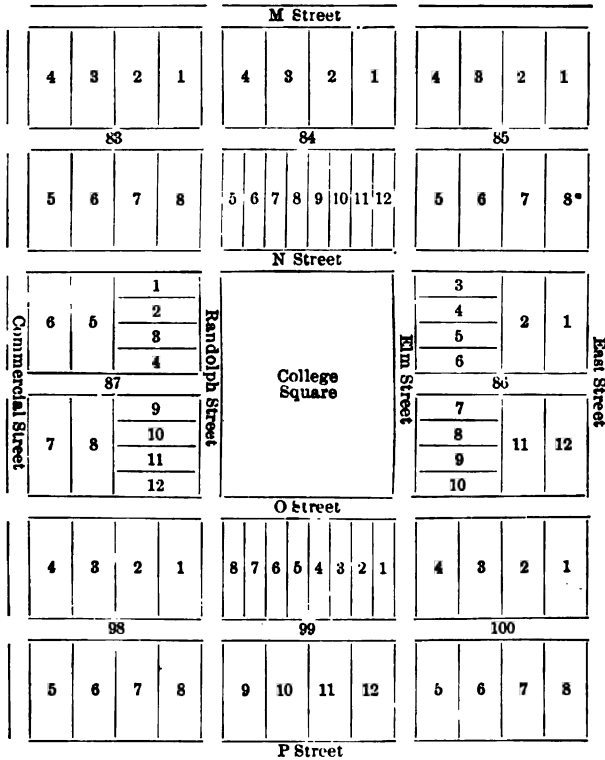 M Street
4 3 2 1 4 3 2 1 4 3 2 1
83 84 85
5 6 7 8 5 6 7 8 9 10 11 12 5 6 7 8
N Street
Commercial Street
6 5
1
2
3
4
87
7 8
9
10
11
12
Randolph Street
College
Square
Elm Street
3
4
5
6
2 1
86
7
8
9
10
11 12
East Street
O Street
4 3 2 1 8 7 6 5 4 3 2 1 4 3 2 1
98 99 100
5 6 7 8 9 10 11 12 5 6 7 8
P Street